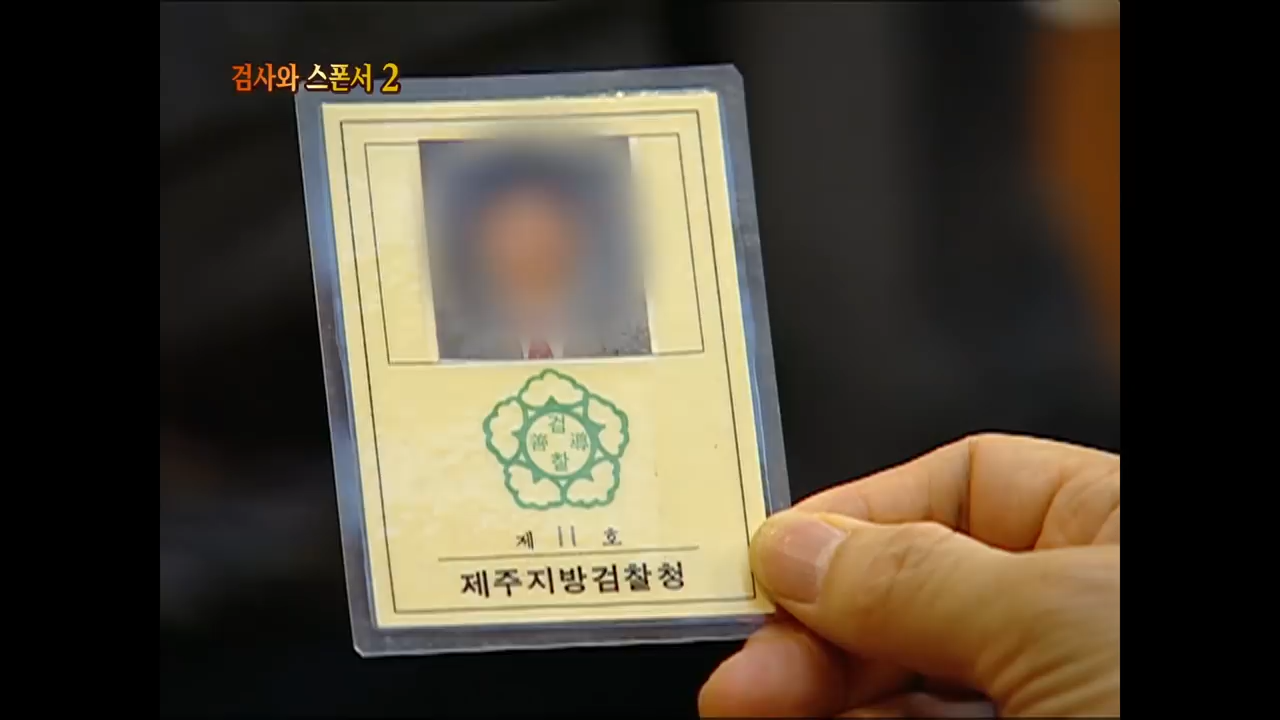 검사와 스폰서 2
검
善 導
찰
제 11 호
제주지방검찰청